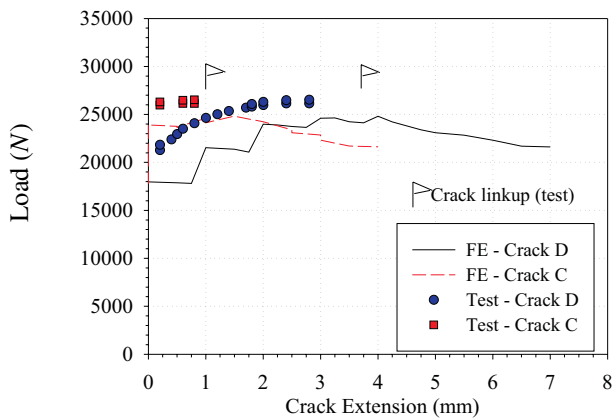 35000
30000
25000
20000
15000
10000
5000
0
Load (N)
Crack linkup (test)
FE - Crack D
FE - Crack C
Test - Crack D
Test - Crack C
0 1 2 3 4 5 6 7 8
Crack Extension (mm)